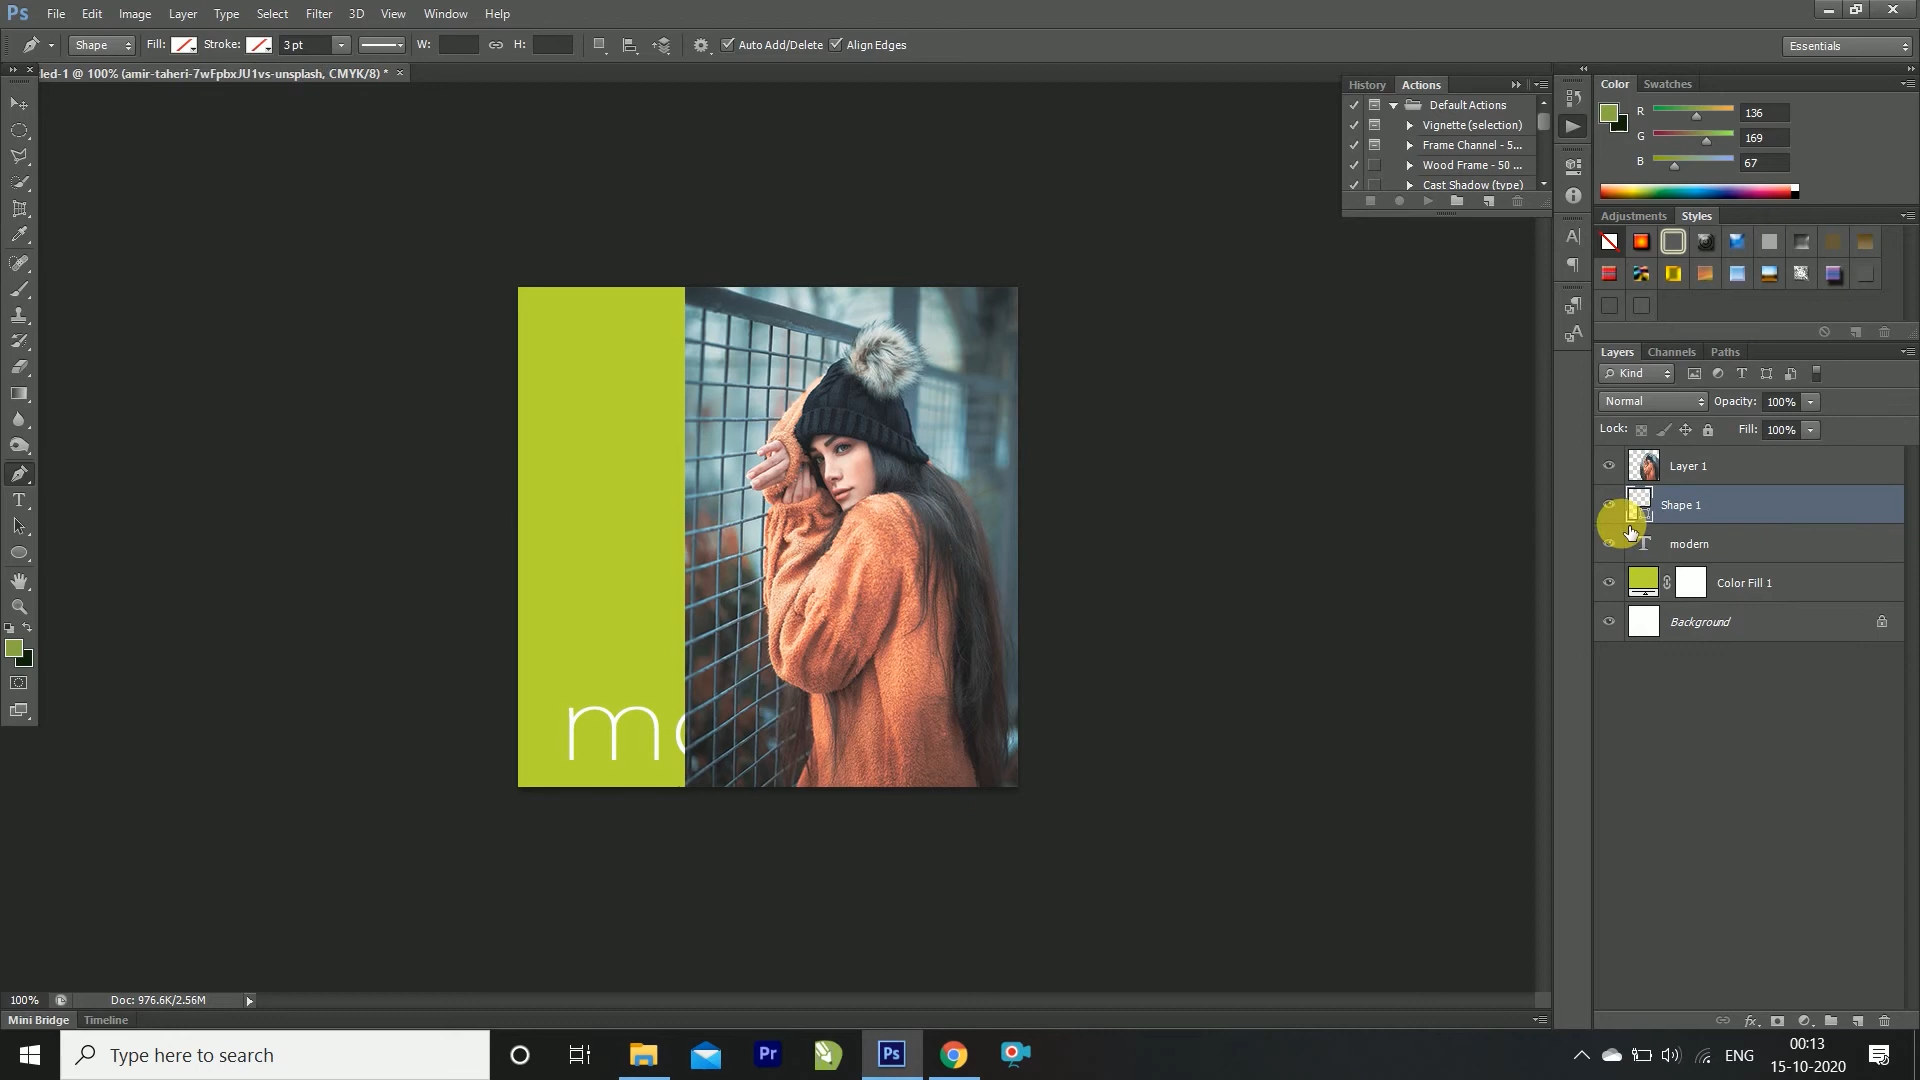 Ps File Edit Image Layer Type Select Filter 3D View Window Help
Shape Fill: Stroke: 3 pt W: H: Auto Add/Delete Align Edges Essentials
led-1 @ 100% (amir-taheri-7wFpbxJU1vs-unsplash, CMYK/8) * ×
History Actions
Default Actions
Vignette (selection)
Frame Channel - 5...
Wood Frame - 50 ...
Cast Shadow (type)
Color Swatches
R 136
G 169
B 67
Adjustments Styles
Layers Channels Paths
Kind
Normal Opacity: 100%
Lock: Fill: 100%
Layer 1
Shape 1
T modern
Color Fill 1
Background
mo
100% Doc: 976.6K/2.56M
Mini Bridge Timeline
Type here to search
Pr
Ps
ENG
00:13
15-10-2020